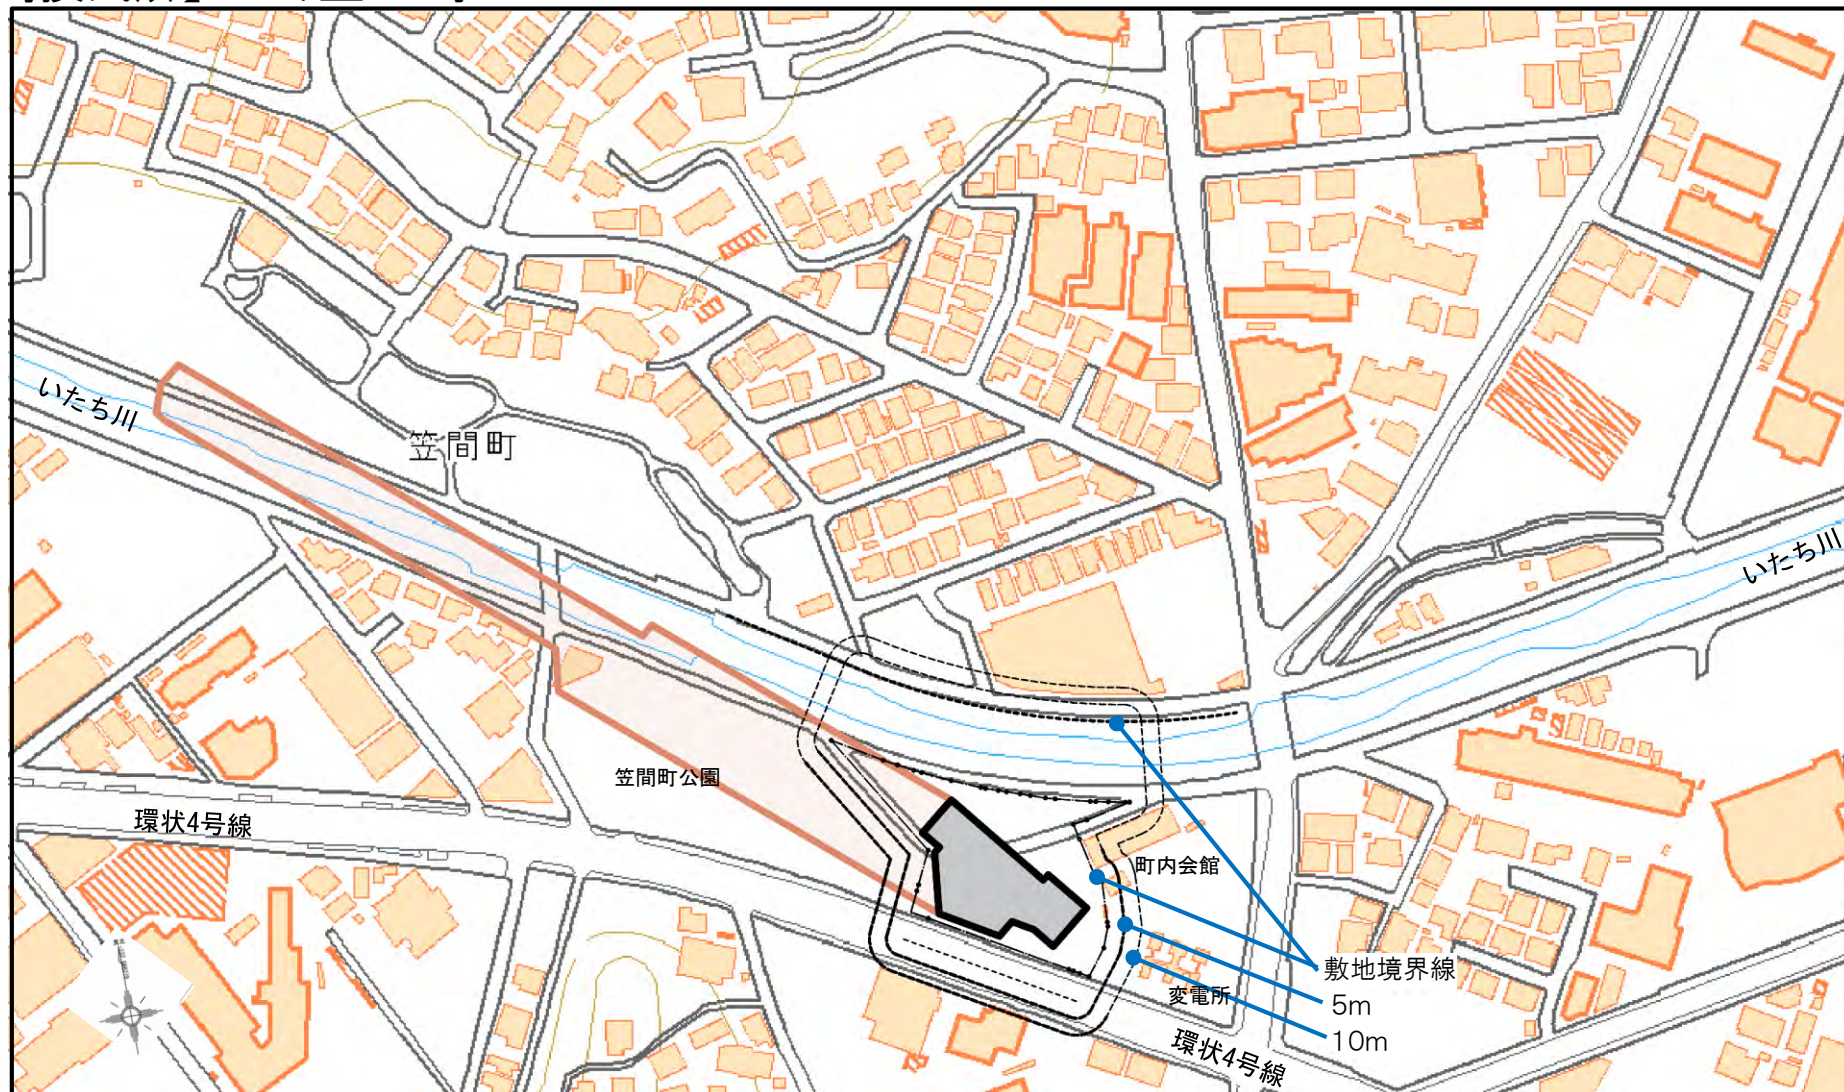 いたち川
笠間町
いたち川
笠間町公園
環状4号線
町内会館
敷地境界線
変電所
5m
10m
環状4号線